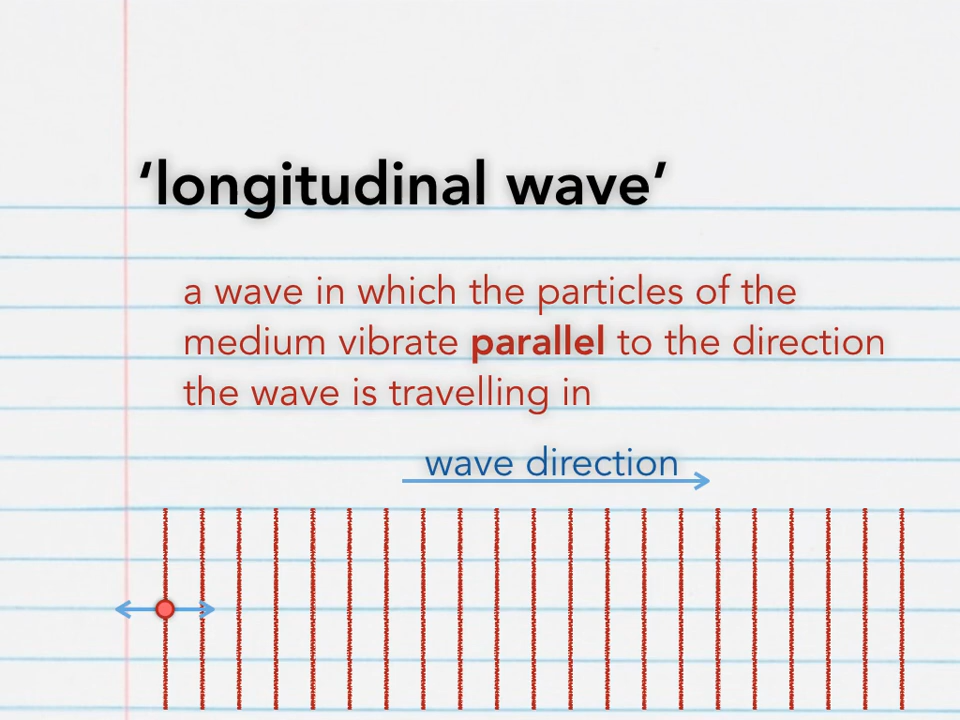 ‘longitudinal wave’
a wave in which the particles of the
medium vibrate parallel to the direction
the wave is travelling in
wave direction